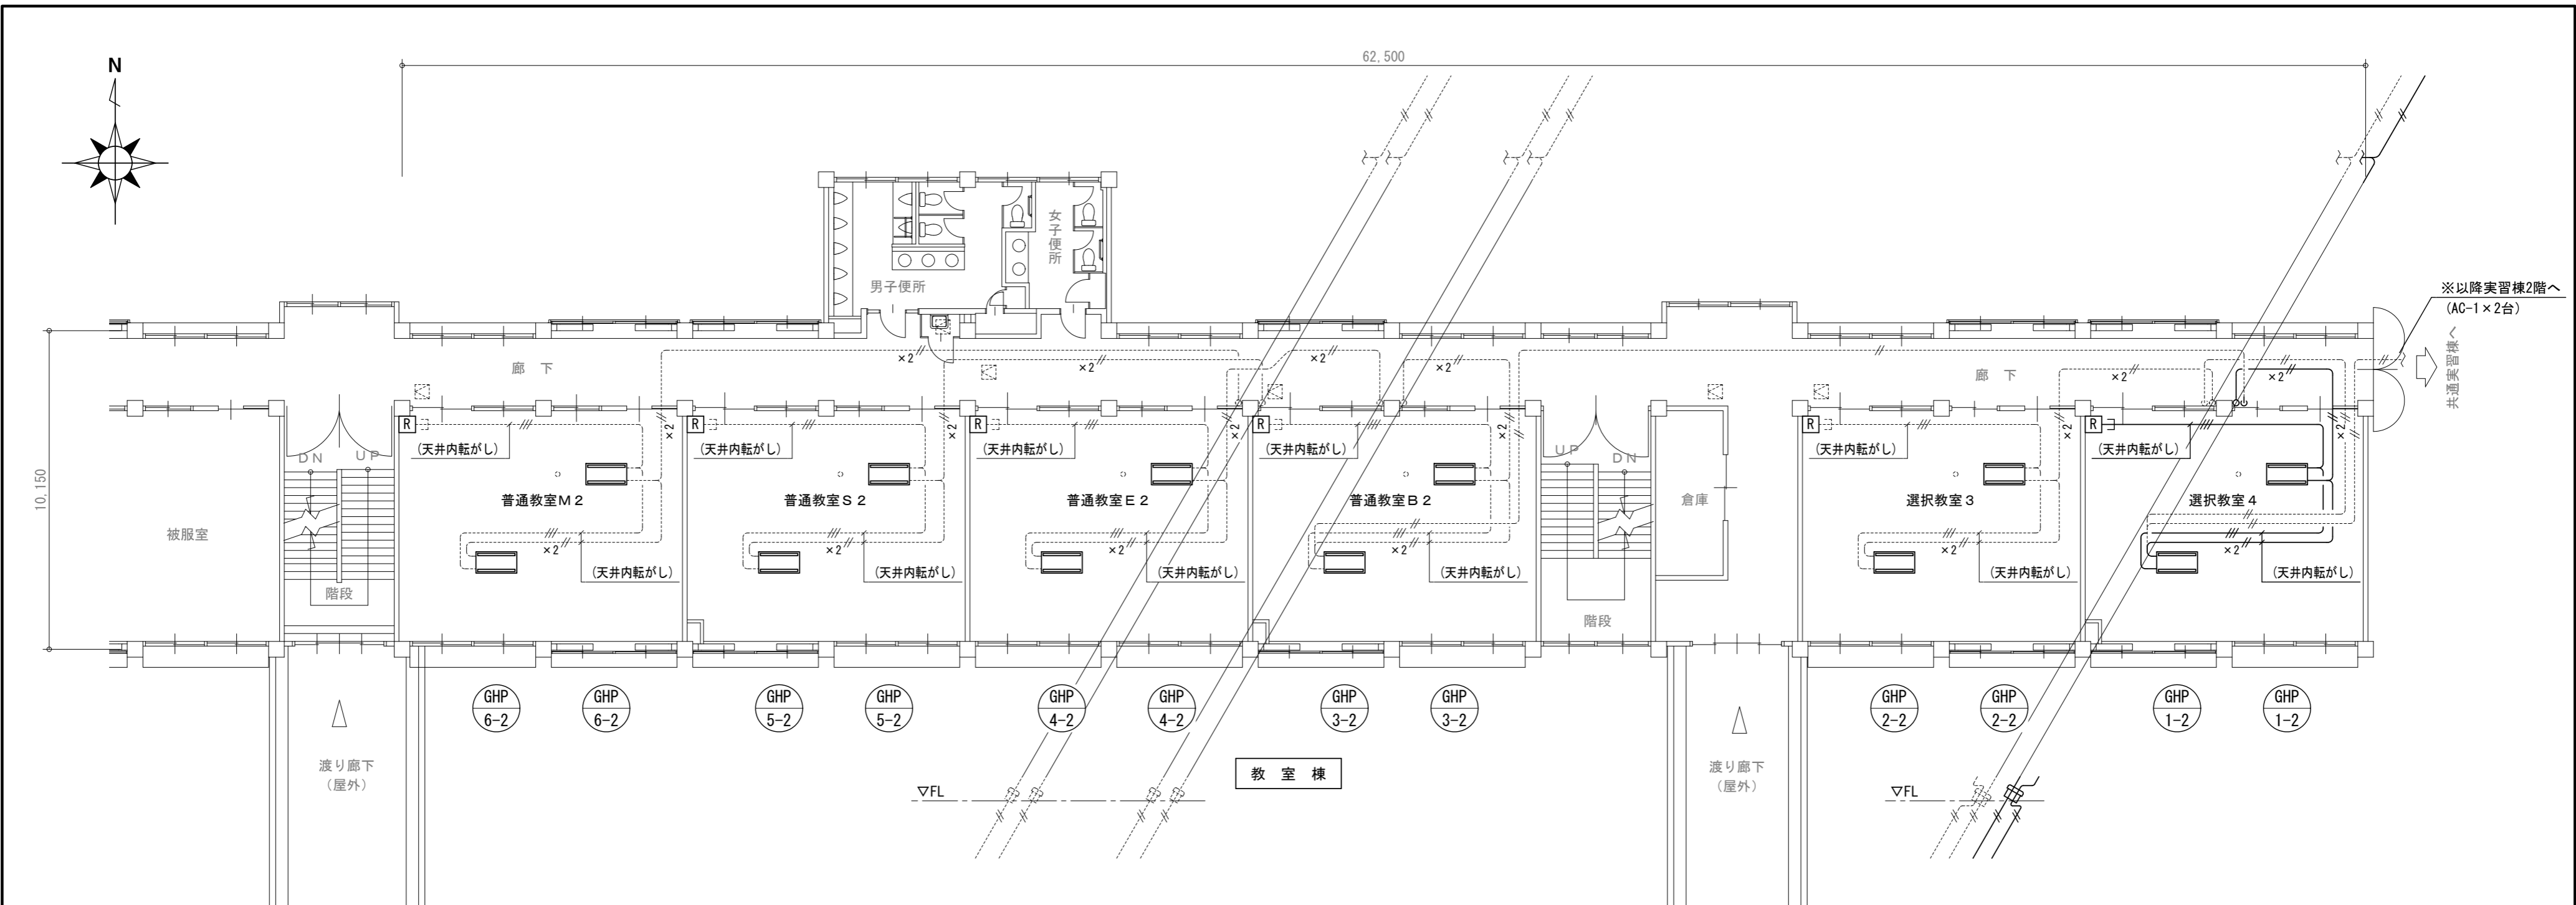 62,500
N
女子便所
男子便所
※以降実習棟2階へ
(AC-1×2台)
共通実習棟へ
廊 下
×2
×2
×2
×2
廊 下
×2
×2
10,150
R
(天井内転がし)
×2
R
(天井内転がし)
×2
R
(天井内転がし)
×2
R
(天井内転がし)
×2
R
(天井内転がし)
×2
R
(天井内転がし)
×2
DN
UP
UP
DN
被服室
普通教室M2
普通教室S2
普通教室E2
普通教室B2
倉庫
選択教室3
選択教室4
×2
×2
×2
×2
×2
×2
(天井内転がし)
(天井内転がし)
(天井内転がし)
(天井内転がし)
(天井内転がし)
(天井内転がし)
階段
階段
GHP
6-2
GHP
6-2
GHP
5-2
GHP
5-2
GHP
4-2
GHP
4-2
GHP
3-2
GHP
3-2
GHP
2-2
GHP
2-2
GHP
1-2
GHP
1-2
渡り廊下
(屋外)
教 室 棟
渡り廊下
(屋外)
▽FL
▽FL